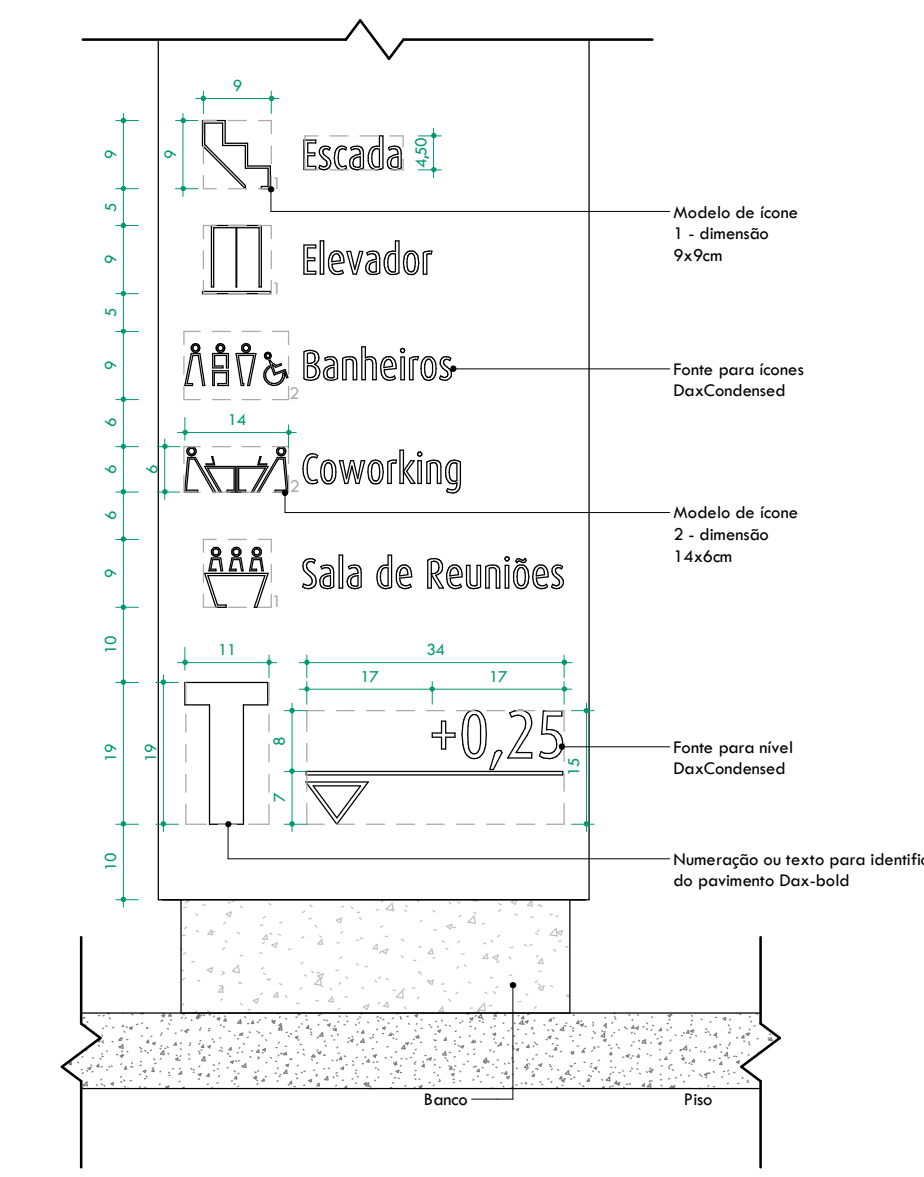 9
9
9
Escada
4,50
1
5
Modelo de ícone
1 - dimensão
9x9cm
9
Elevador
1
5
9
Banheiros
2
Fonte para ícones
DaxCondensed
6
14
6
6
Coworking
2
6
Modelo de ícone
2 - dimensão
14x6cm
9
Sala de Reuniões
1
10
11
34
17
17
19
19
T
8
7
+0,25
15
Fonte para nível
DaxCondensed
10
Numeração ou texto para
do pavimento Dax-bold
Banco
Piso